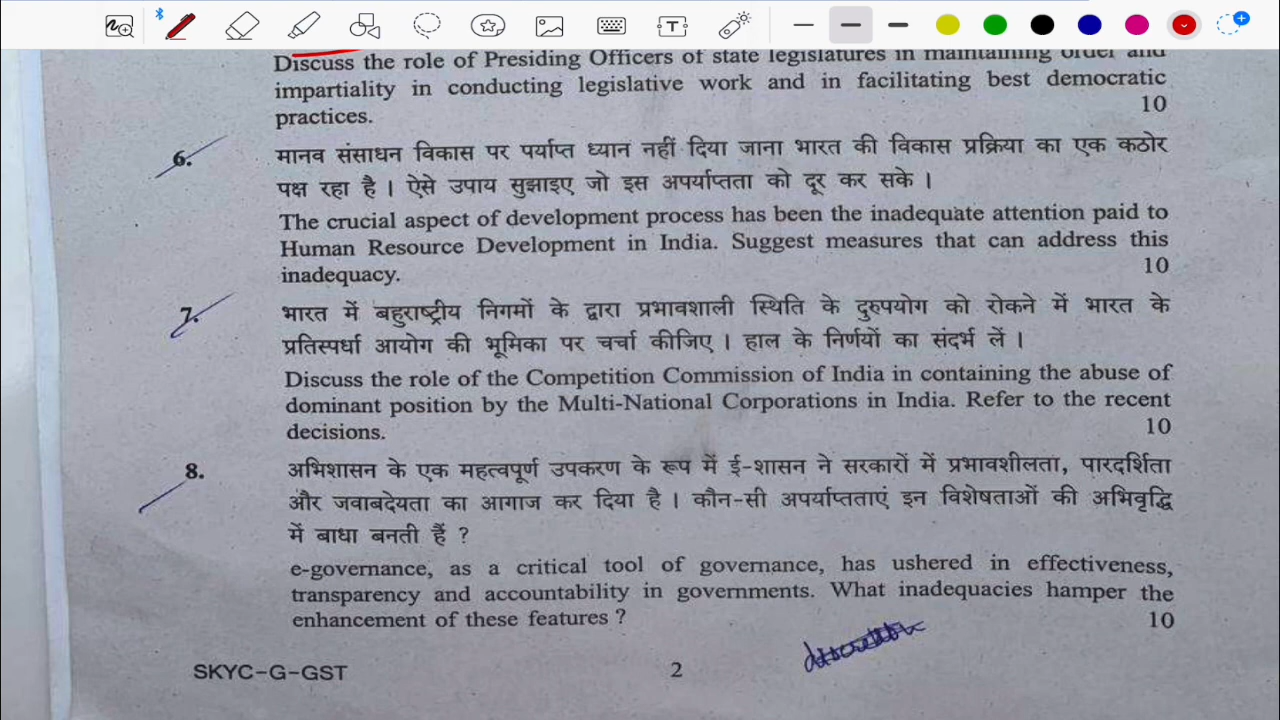 Discuss the role of Presiding Officers of state legislatures in maintaining order and
impartiality in conducting legislative work and in facilitating best democratic
practices. 10
6. मानव संसाधन विकास पर पर्याप्त ध्यान नहीं दिया जाना भारत की विकास प्रक्रिया का एक कठोर
पक्ष रहा है । ऐसे उपाय सुझाइए जो इस अपर्याप्तता को दूर कर सके ।
The crucial aspect of development process has been the inadequate attention paid to
Human Resource Development in India. Suggest measures that can address this
inadequacy. 10
7. भारत में बहुराष्ट्रीय निगमों के द्वारा प्रभावशाली स्थिति के दुरुपयोग को रोकने में भारत के
प्रतिस्पर्धा आयोग की भूमिका पर चर्चा कीजिए । हाल के निर्णयों का संदर्भ लें ।
Discuss the role of the Competition Commission of India in containing the abuse of
dominant position by the Multi-National Corporations in India. Refer to the recent
decisions. 10
8. अभिशासन के एक महत्वपूर्ण उपकरण के रूप में ई-शासन ने सरकारों में प्रभावशीलता, पारदर्शिता
और जवाबदेयता का आगाज कर दिया है । कौन-सी अपर्याप्तताएं इन विशेषताओं की अभिवृद्धि
में बाधा बनती हैं ?
e-governance, as a critical tool of governance, has ushered in effectiveness,
transparency and accountability in governments. What inadequacies hamper the
enhancement of these features ? 10
SKYC-G-GST 2